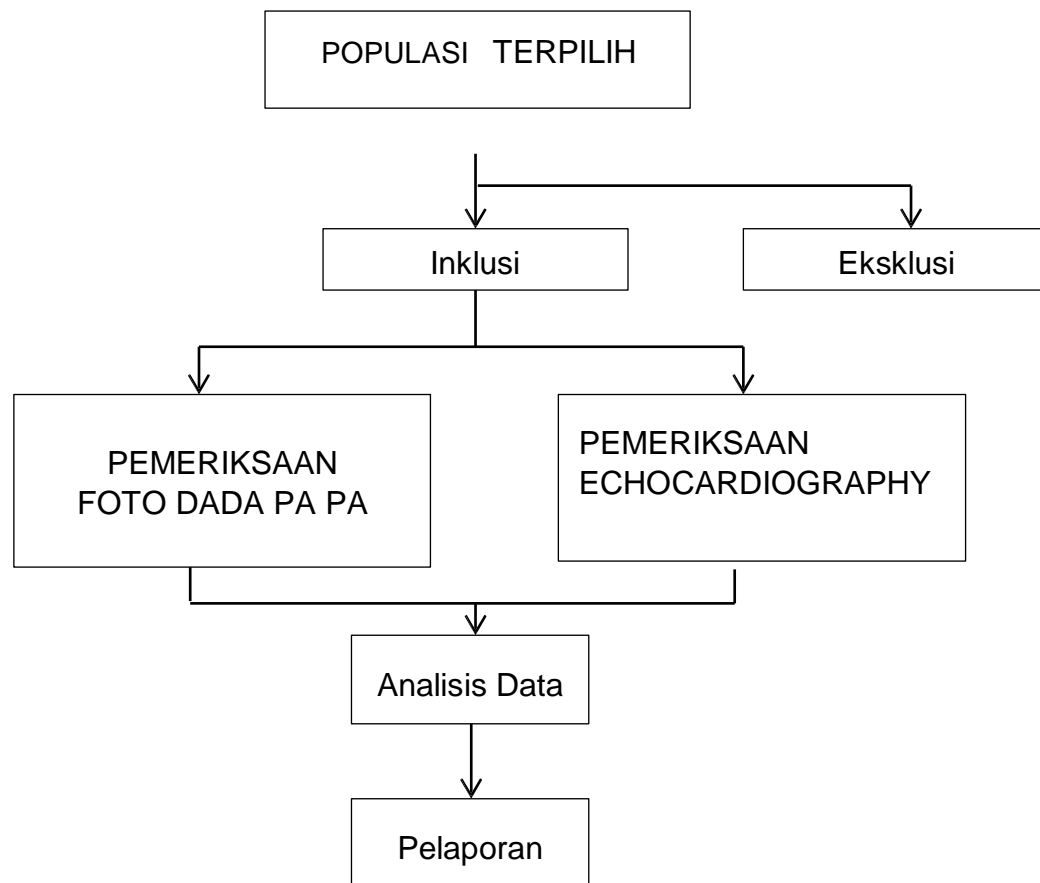 POPULASI TERPILIH
Inklusi
Eksklusi
PEMERIKSAAN
FOTO DADA PA PA
PEMERIKSAAN
ECHOCARDIOGRAPHY
Analisis Data
Pelaporan